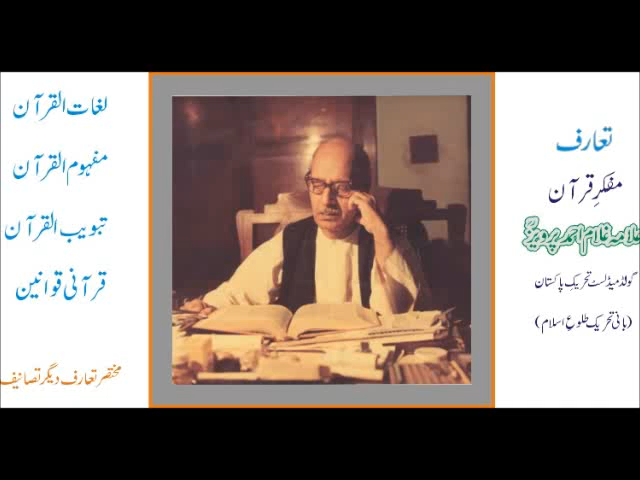 تعارف
مفکرِ قرآن
علامہ غلام احمد پرویزؒ
گولڈ میڈلسٹ تحریکِ پاکستان
(بانی تحریک طلوعِ اسلام)
لغات القرآن
مفہوم القرآن
تبویب القرآن
قرآنی قوانین
مختصر تعارف دیگر تصانیف